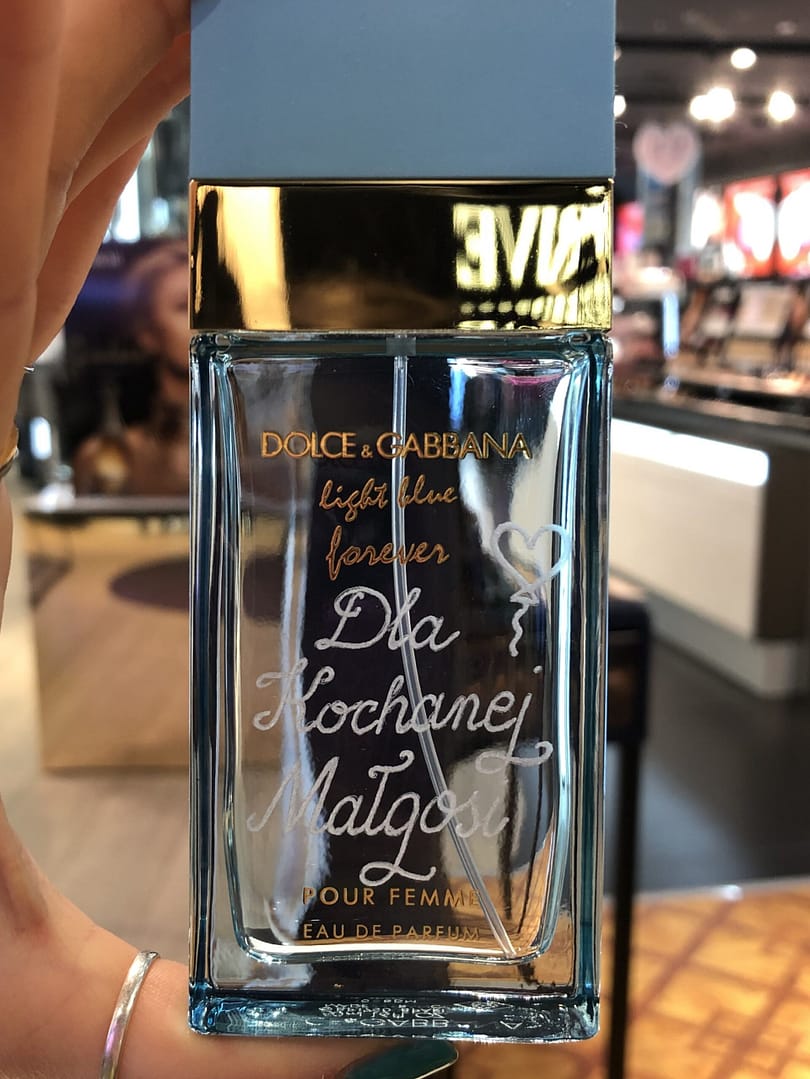 DOLCE & GABBANA
light blue
forever
Dla
Kochanej
Małgosi
POUR FEMME
EAU DE PARFUM